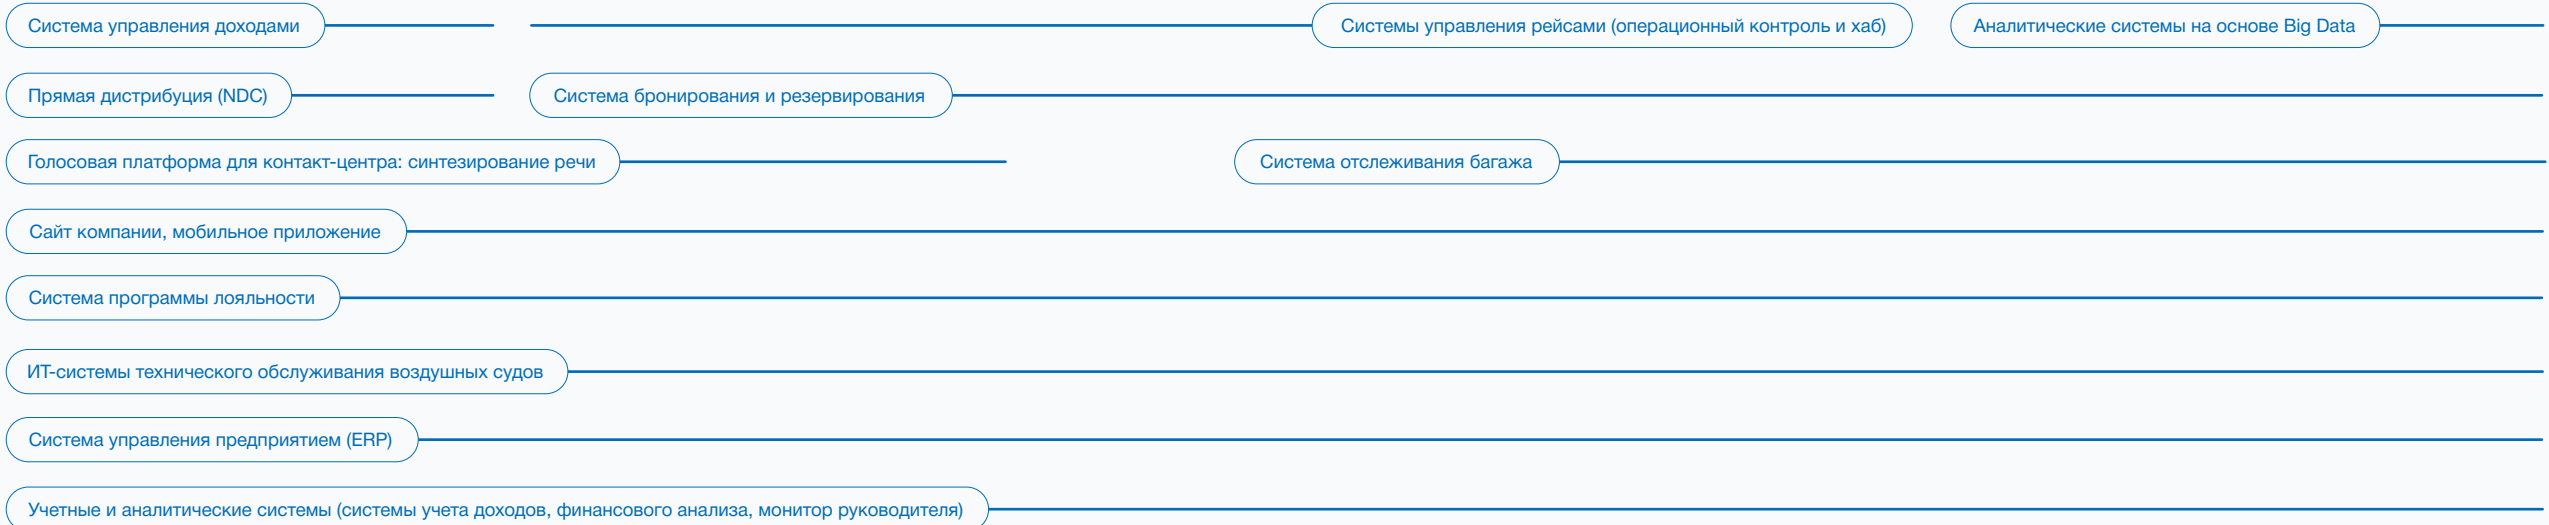 Система управления доходами
Системы управления рейсами (операционный контроль и хаб)
Аналитические системы на основе Big Data
Прямая дистрибуция (NDC)
Система бронирования и резервирования
Голосовая платформа для контакт-центра: синтезирование речи
Система отслеживания багажа
Сайт компании, мобильное приложение
Система программы лояльности
ИТ-системы технического обслуживания воздушных судов
Система управления предприятием (ERP)
Учетные и аналитические системы (системы учета доходов, финансового анализа, монитор руководителя)